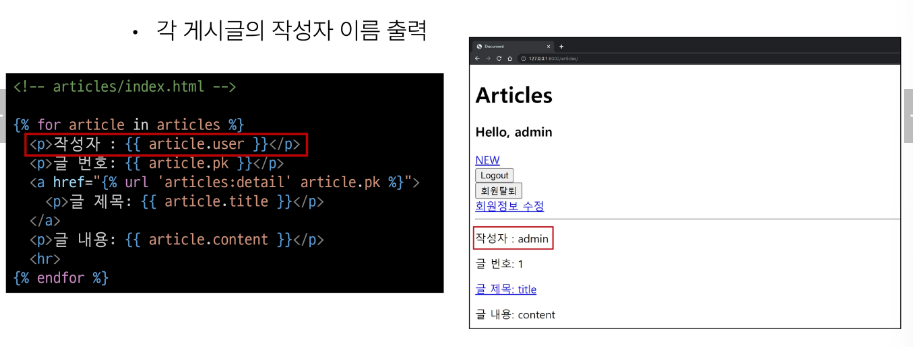 • 각 게시글의 작성자 이름 출력
<!-- articles/index.html -->
{% for article in articles %}
<p>작성자 : {{ article.user }}</p>
<p>글 번호: {{ article.pk }}</p>
<a href="{% url 'articles:detail' article.pk %}">
<p>글 제목: {{ article.title }}</p>
</a>
<p>글 내용: {{ article.content }}</p>
<hr>
{% endfor %}
Document
127.0.0.1:8000/articles/
Articles
Hello, admin
NEW
Logout
회원탈퇴
회원정보 수정
작성자 : admin
글 번호: 1
글 제목: title
글 내용: content